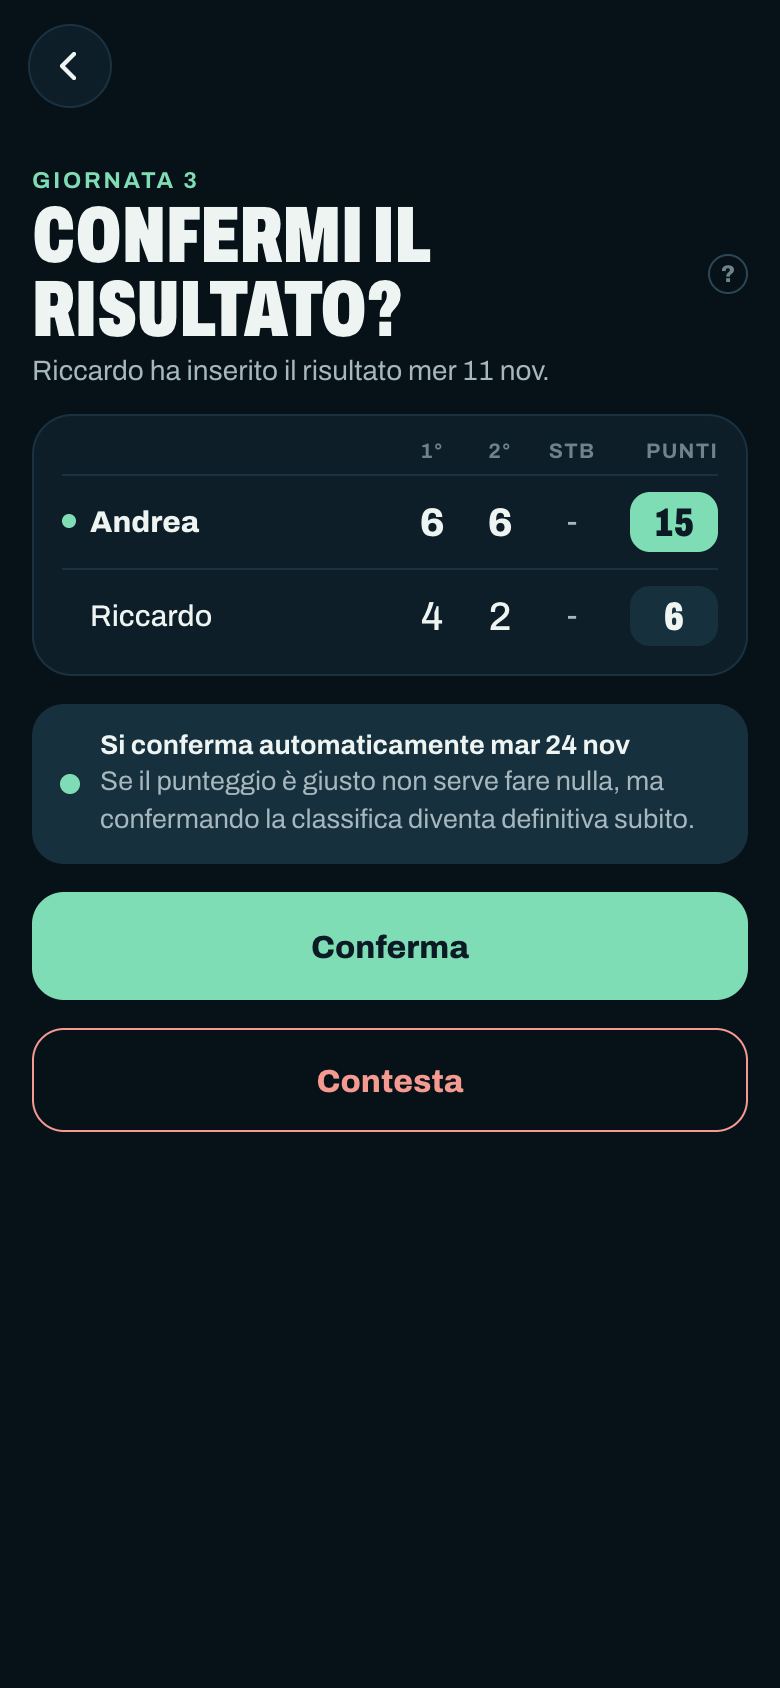 GIORNATA 3
CONFERMI IL
RISULTATO?
?
Riccardo ha inserito il risultato mer 11 nov.
1° 2° STB PUNTI
Andrea 6 6 - 15
Riccardo 4 2 - 6
Si conferma automaticamente mar 24 nov
Se il punteggio è giusto non serve fare nulla, ma
confermando la classifica diventa definitiva subito.
Conferma
Contesta